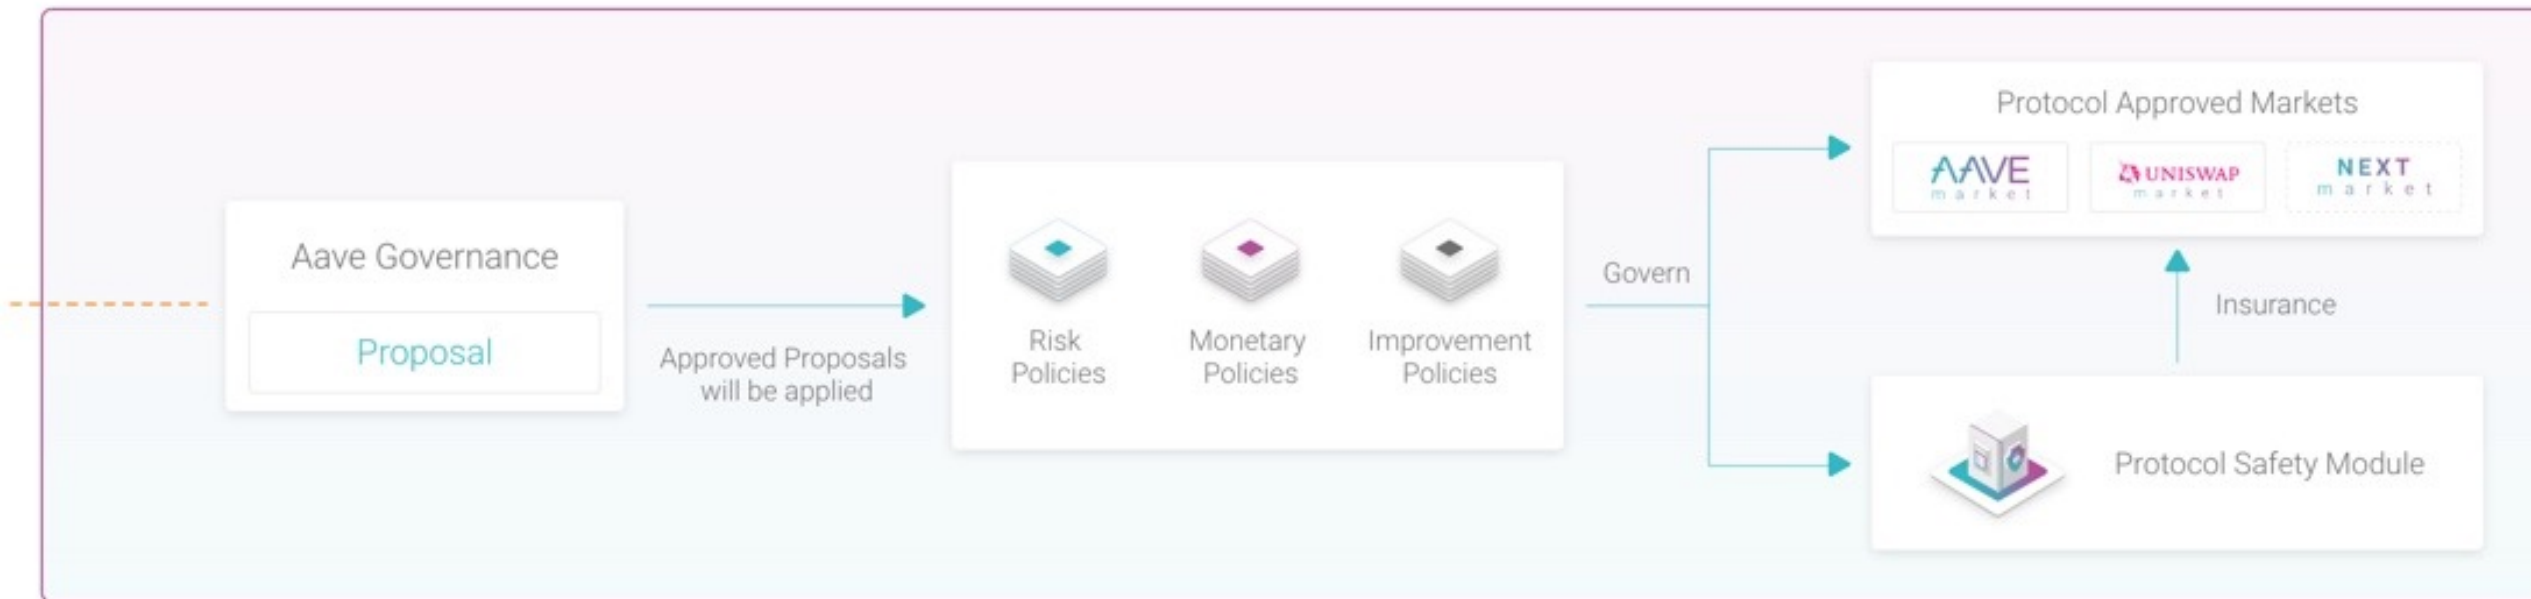 Aave Governance
Proposal
Approved Proposals
will be applied
Risk
Policies
Monetary
Policies
Improvement
Policies
Govern
Protocol Approved Markets
AAVE
market
UNISWAP
market
NEXT
market
Insurance
Protocol Safety Module